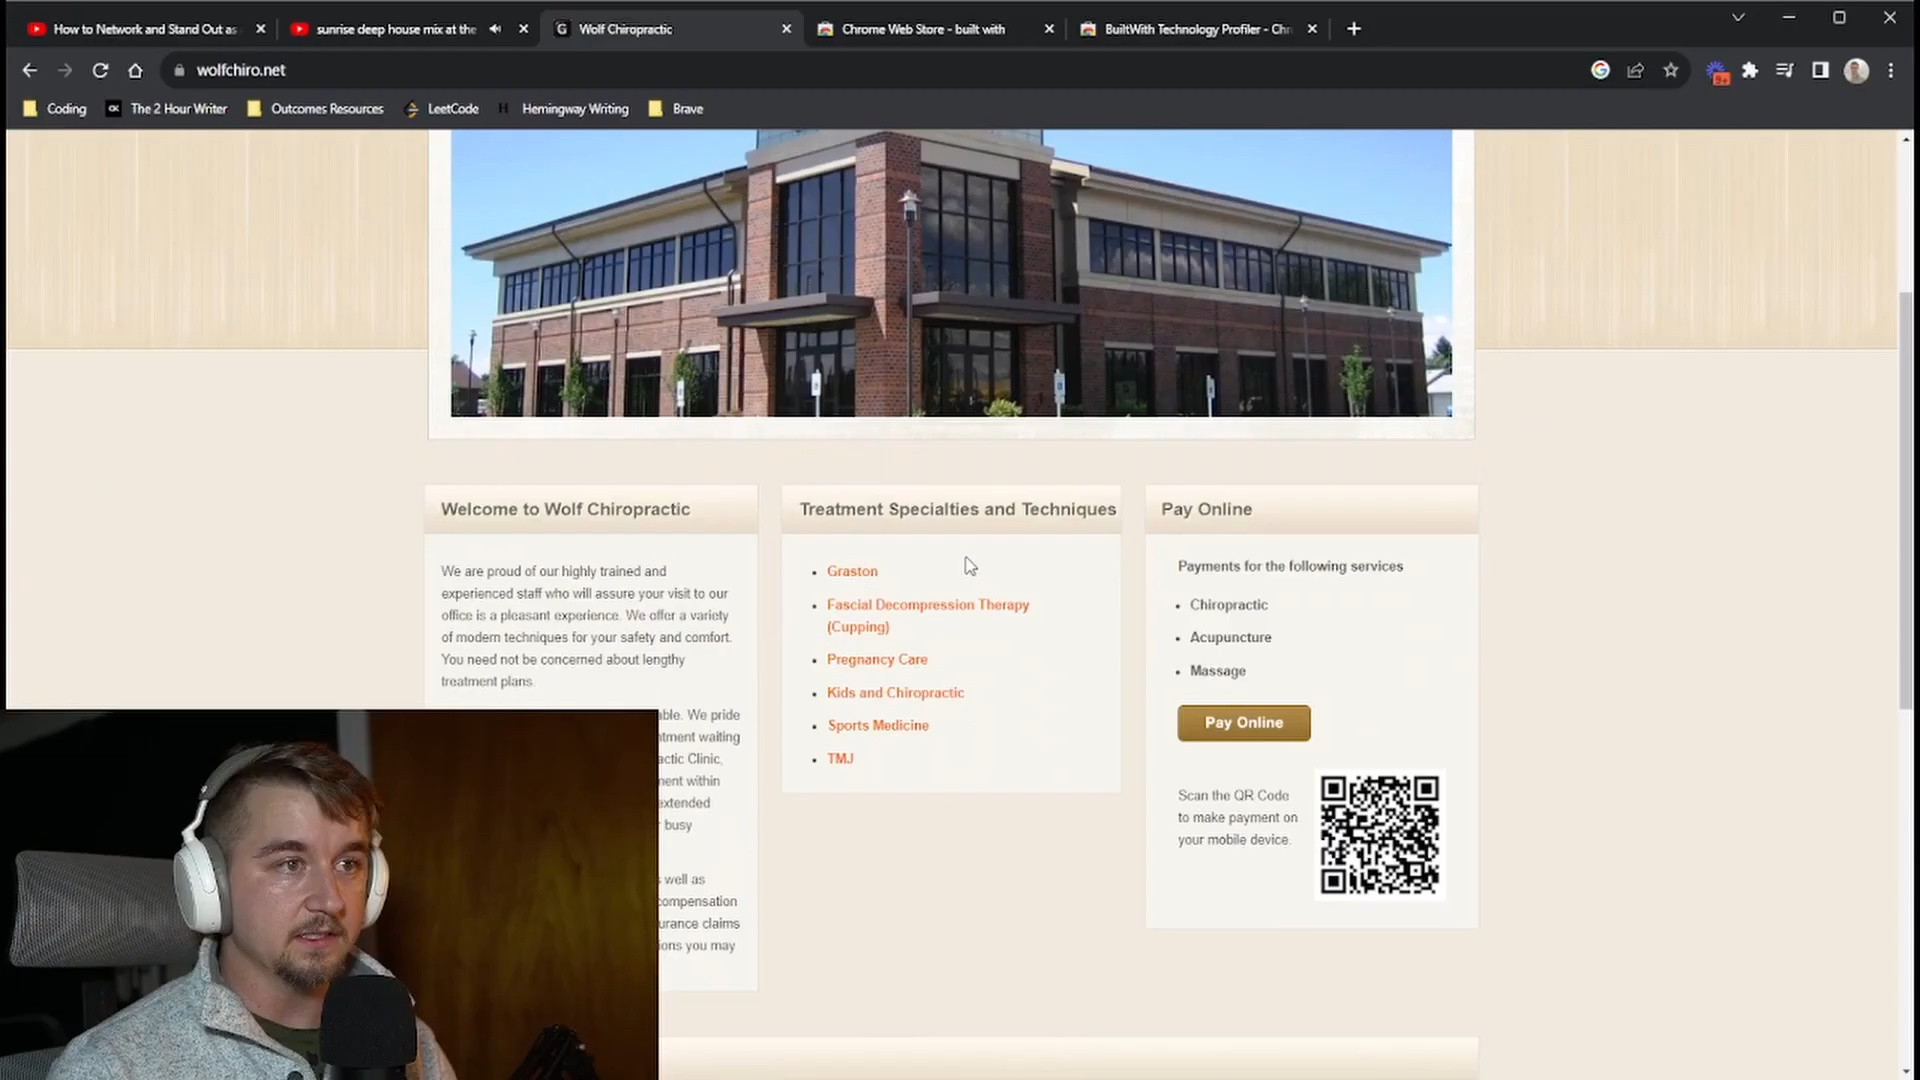 How to Network and Stand Out as
sunrise deep house mix at the
Wolf Chiropractic
Chrome Web Store - built with
BuiltWith Technology Profiler - Chr
wolfchiro.net
9+
Coding
The 2 Hour Writer
Outcomes Resources
LeetCode
Hemingway Writing
Brave
Welcome to Wolf Chiropractic
We are proud of our highly trained and
experienced staff who will assure your visit to our
office is a pleasant experience. We offer a variety
of modern techniques for your safety and comfort.
You need not be concerned about lengthy
treatment plans.
able. We pride
ntment waiting
actic Clinic,
ment within
extended
busy
s well as
compensation
urance claims
ions you may
Treatment Specialties and Techniques
• Graston
• Fascial Decompression Therapy
(Cupping)
• Pregnancy Care
• Kids and Chiropractic
• Sports Medicine
• TMJ
Pay Online
Payments for the following services
• Chiropractic
• Acupuncture
• Massage
Pay Online
Scan the QR Code
to make payment on
your mobile device.